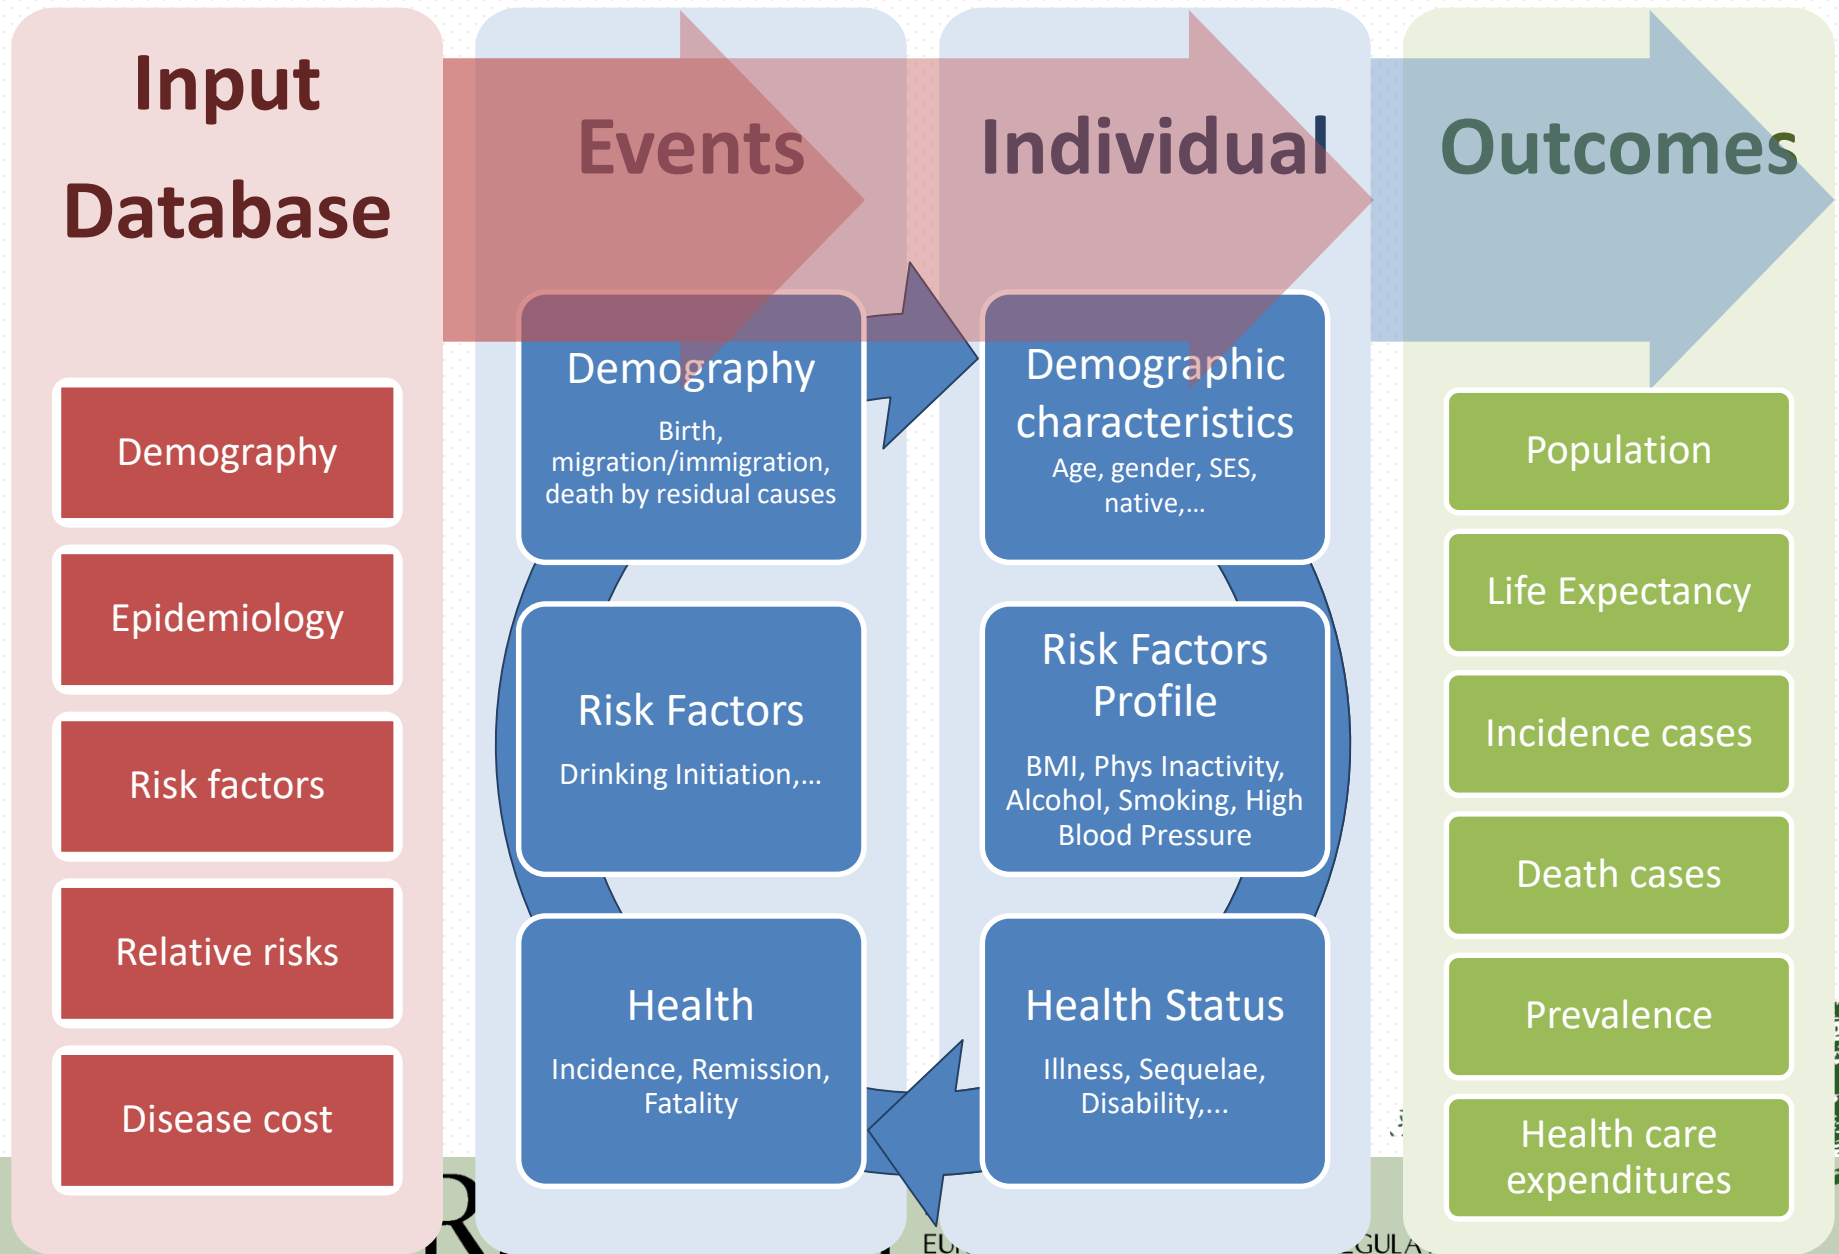 Input
Database
Demography
Epidemiology
Risk factors
Relative risks
Disease cost
Events
Demography
Birth,
migration/immigration,
death by residual causes
Risk Factors
Drinking Initiation,...
Health
Incidence, Remission,
Fatality
Individual
Demographic
characteristics
Age, gender, SES,
native,...
Risk Factors
Profile
BMI, Phys Inactivity,
Alcohol, Smoking, High
Blood Pressure
Health Status
Illness, Sequelae,
Disability,...
Outcomes
Population
Life Expectancy
Incidence cases
Death cases
Prevalence
Health care
expenditures